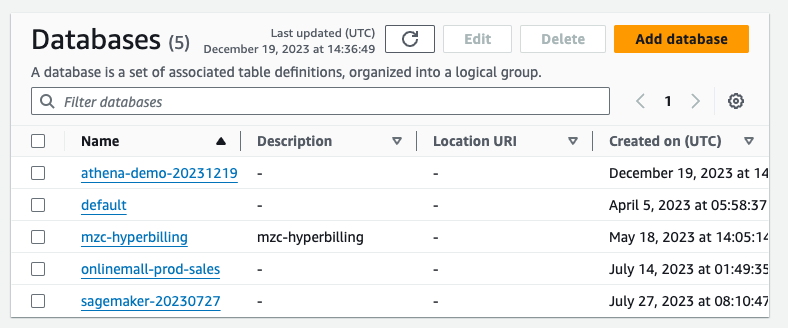 Databases (5)
Last updated (UTC)
December 19, 2023 at 14:36:49
Edit
Delete
Add database
A database is a set of associated table definitions, organized into a logical group.
Filter databases
1
Name Description Location URI Created on (UTC)
athena-demo-20231219 - - December 19, 2023 at 14
default - - April 5, 2023 at 05:58:37
mzc-hyperbilling mzc-hyperbilling - May 18, 2023 at 14:05:14
onlinemall-prod-sales - - July 14, 2023 at 01:49:35
sagemaker-20230727 - - July 27, 2023 at 08:10:47